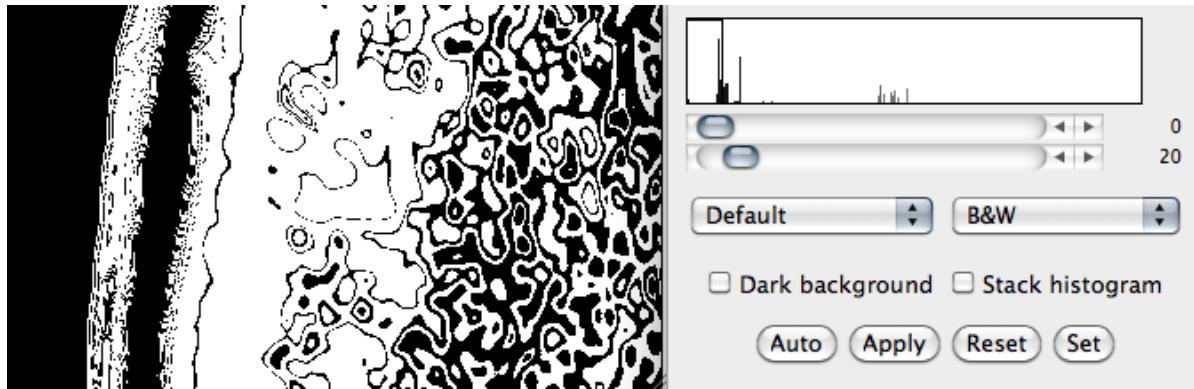 0
20
Default B&W
Dark background Stack histogram
Auto Apply Reset Set